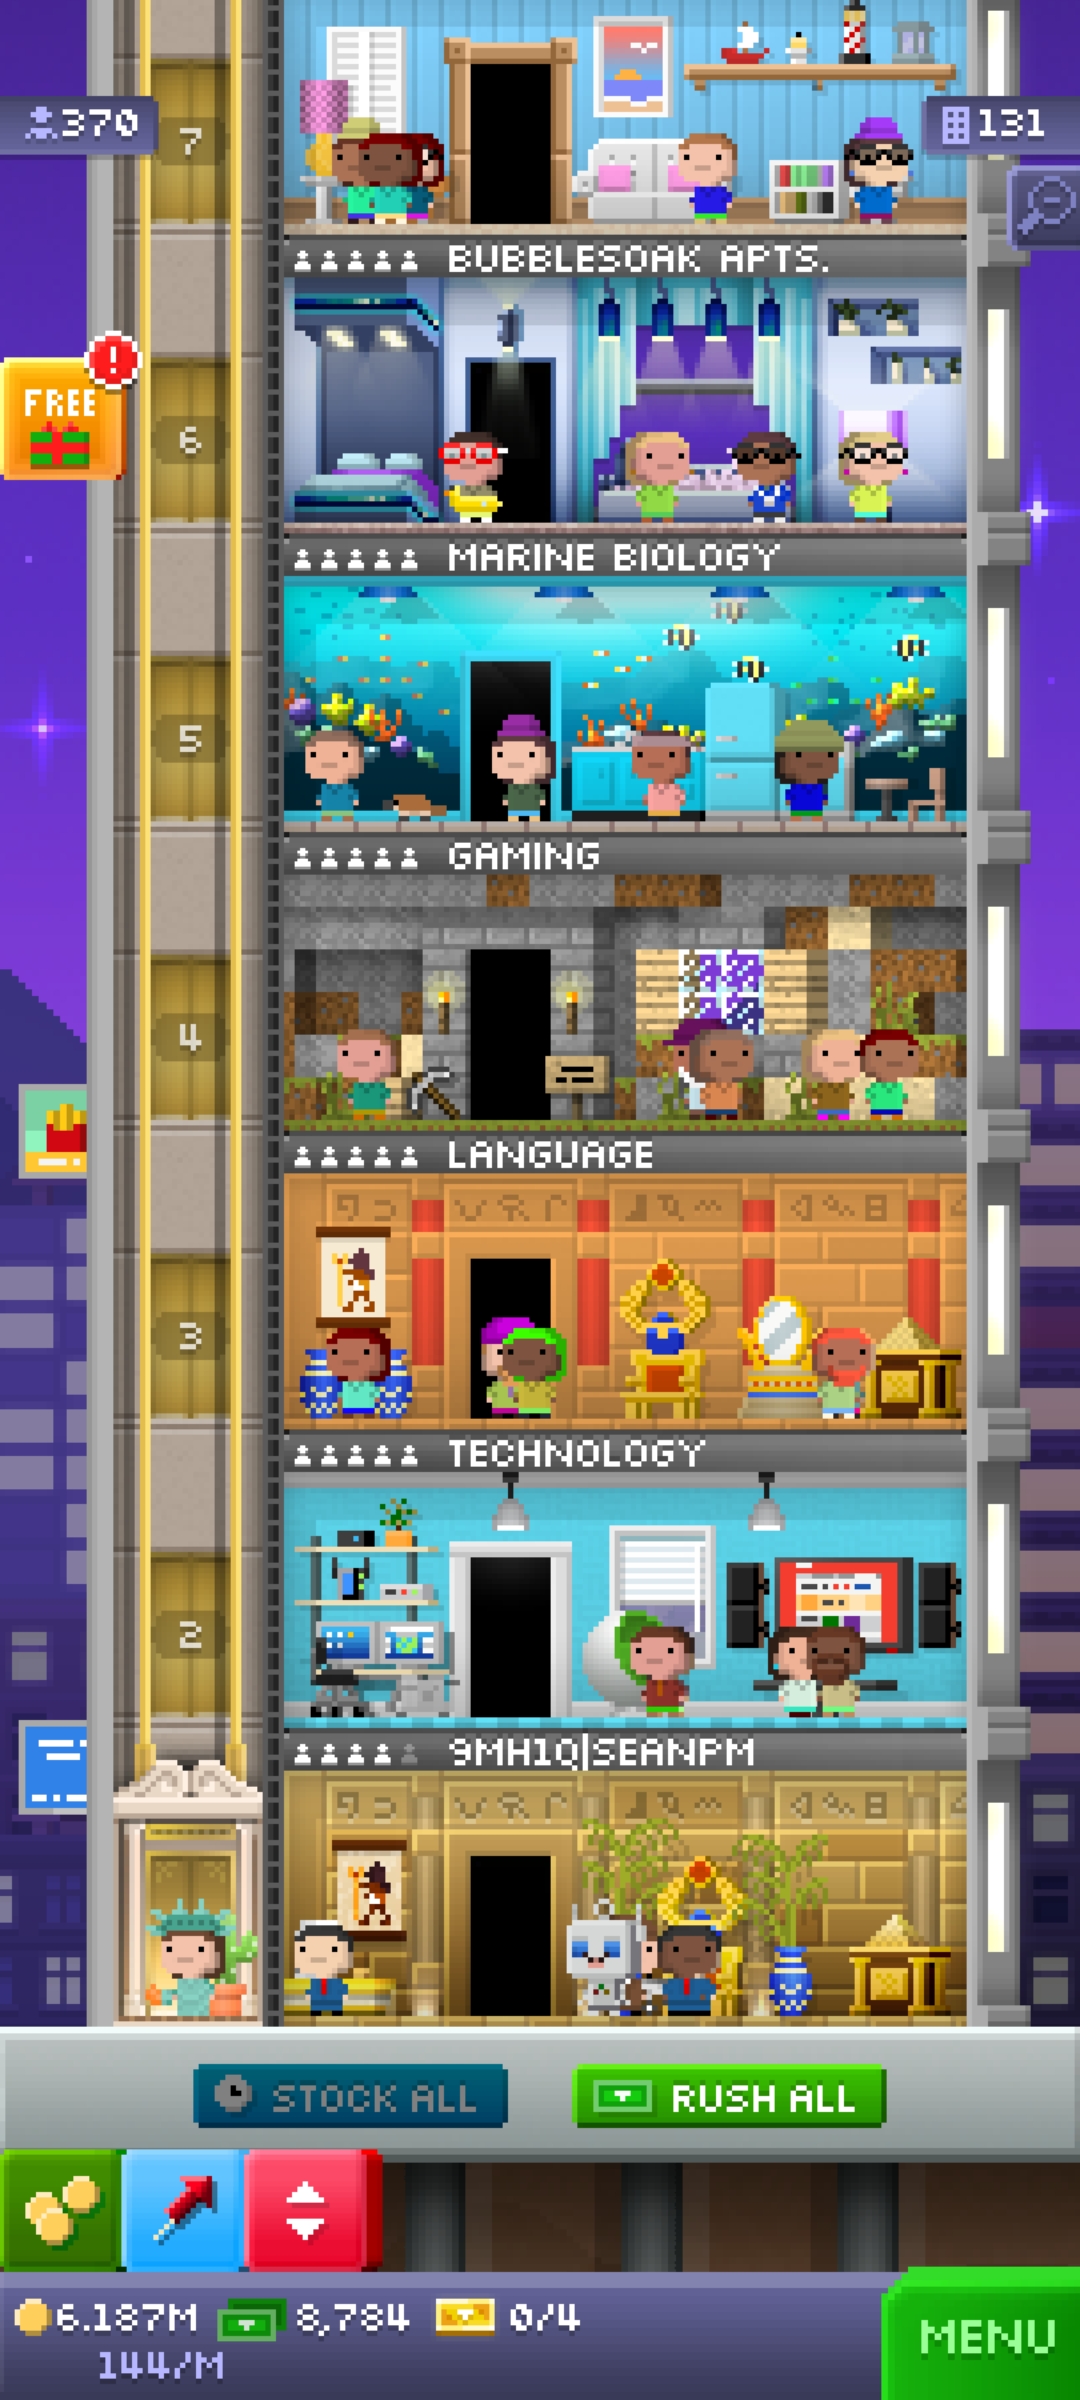 370
7
131
BUBBLESOAK APTS.
FREE
!
6
MARINE BIOLOGY
5
GAMING
4
LANGUAGE
3
TECHNOLOGY
2
9MH1Q|SEANPM
STOCK ALL
RUSH ALL
6.187M
8,784
0/4
144/M
MENU